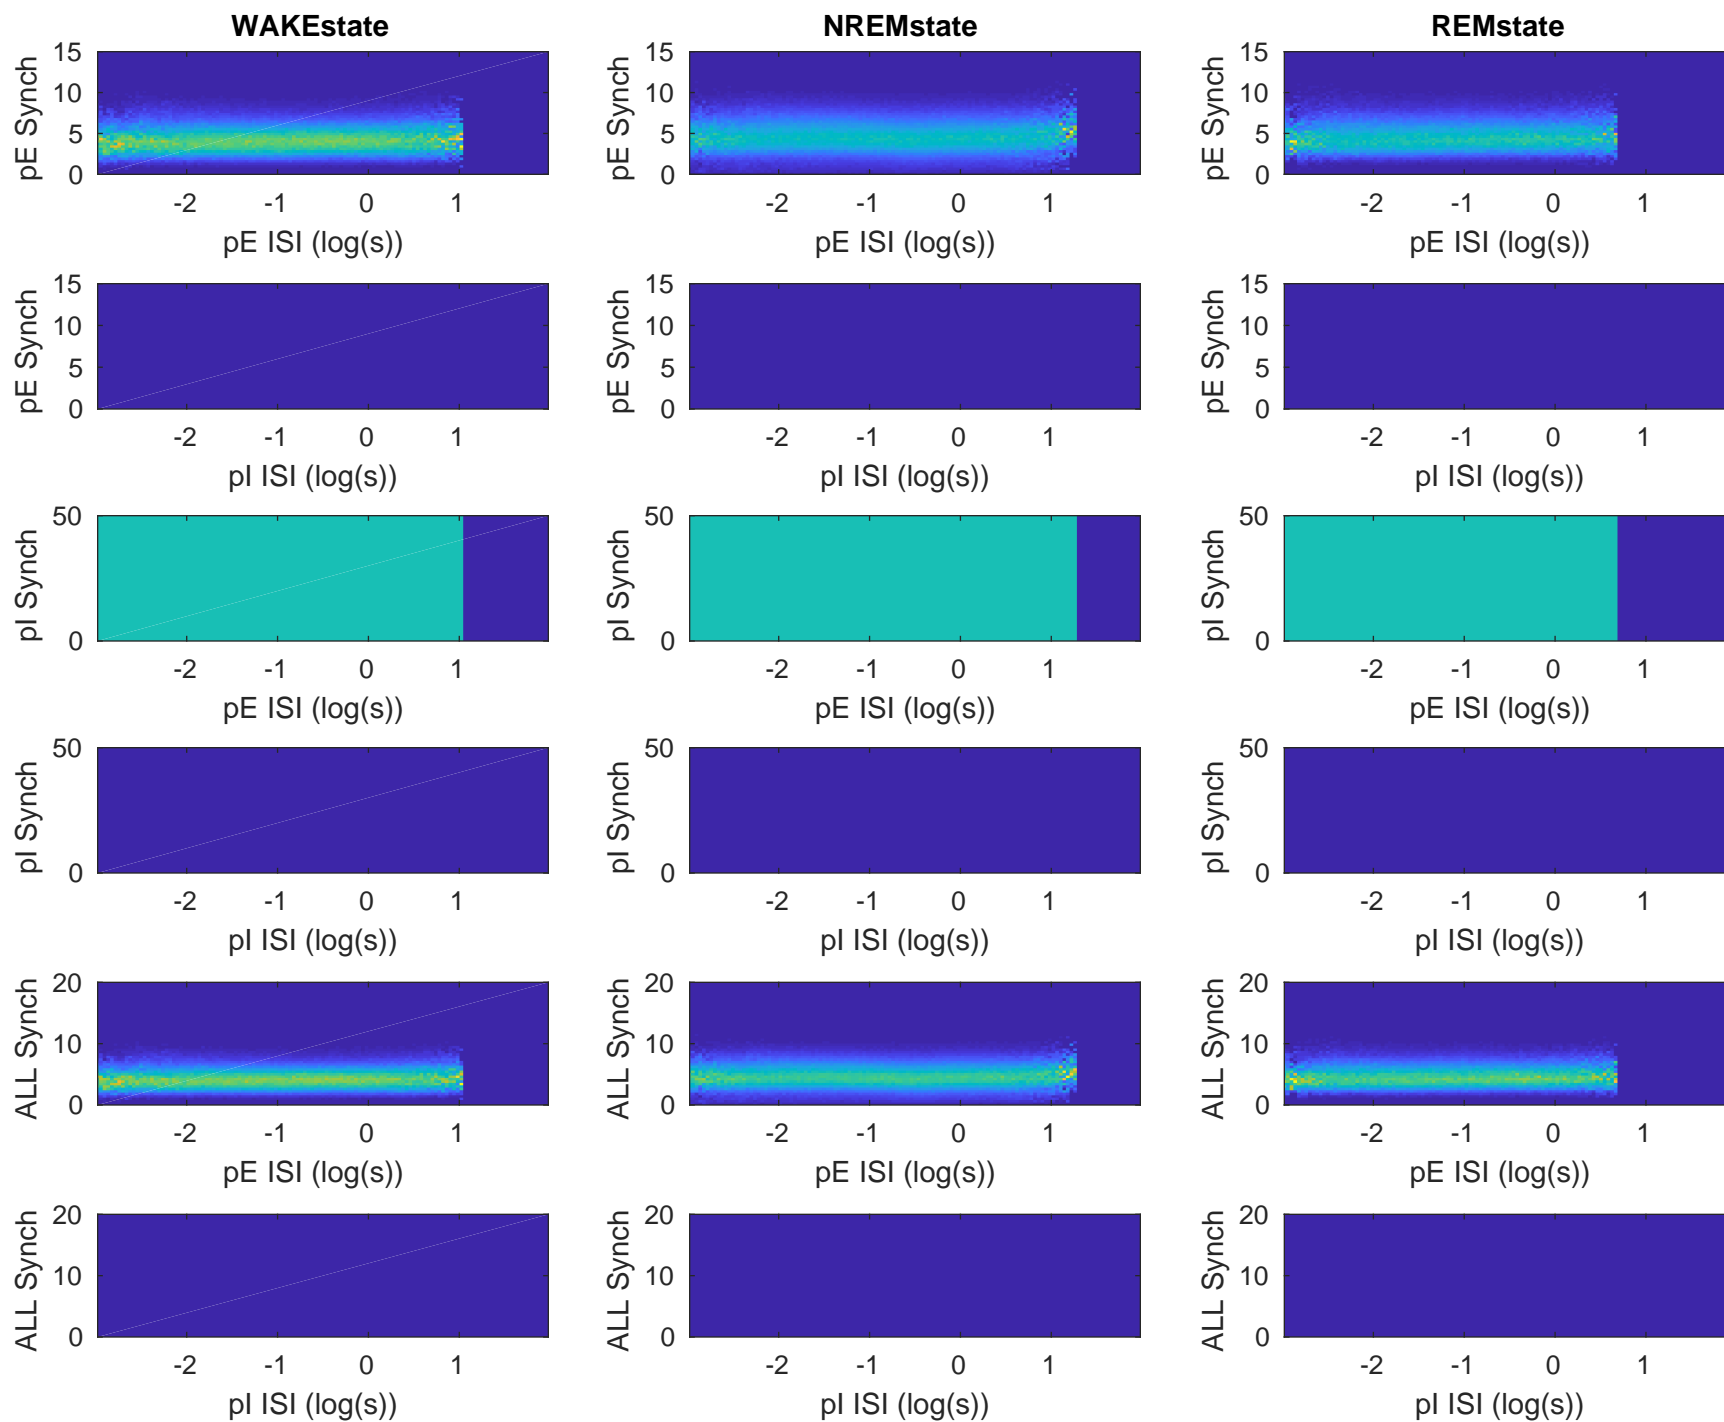 WAKEstate NREMstate REMstate
15 15 15
10 10 10
5 5 5
0 0 0
pE Synch pE Synch pE Synch
-2 -1 0 1 -2 -1 0 1 -2 -1 0 1
pE ISI (log(s)) pE ISI (log(s)) pE ISI (log(s))
15 15 15
10 10 10
5 5 5
0 0 0
pE Synch pE Synch pE Synch
-2 -1 0 1 -2 -1 0 1 -2 -1 0 1
pI ISI (log(s)) pI ISI (log(s)) pI ISI (log(s))
50 50 50
0 0 0
pI Synch pI Synch pI Synch
-2 -1 0 1 -2 -1 0 1 -2 -1 0 1
pE ISI (log(s)) pE ISI (log(s)) pE ISI (log(s))
50 50 50
0 0 0
pI Synch pI Synch pI Synch
-2 -1 0 1 -2 -1 0 1 -2 -1 0 1
pI ISI (log(s)) pI ISI (log(s)) pI ISI (log(s))
20 20 20
10 10 10
0 0 0
ALL Synch ALL Synch ALL Synch
-2 -1 0 1 -2 -1 0 1 -2 -1 0 1
pE ISI (log(s)) pE ISI (log(s)) pE ISI (log(s))
20 20 20
10 10 10
0 0 0
ALL Synch ALL Synch ALL Synch
-2 -1 0 1 -2 -1 0 1 -2 -1 0 1
pI ISI (log(s)) pI ISI (log(s)) pI ISI (log(s))